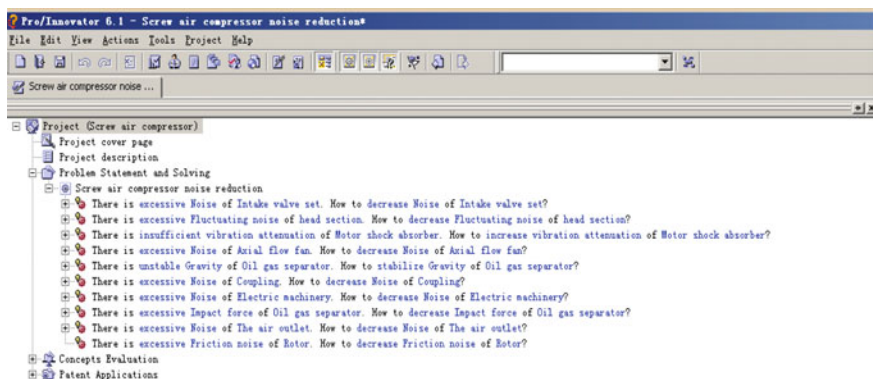 Pro/Innovator 6.1 - Screw air compressor noise reduction*
File Edit View Actions Tools Project Help
Screw air compressor noise ...
Project (Screw air compressor)
Project cover page
Project description
Problem Statement and Solving
Screw air compressor noise reduction
There is excessive Noise of Intake valve set. How to decrease Noise of Intake valve set?
There is excessive Fluctuating noise of head section. How to decrease Fluctuating noise of head section?
There is insufficient vibration attenuation of Motor shock absorber. How to increase vibration attenuation of Motor shock absorber?
There is excessive Noise of Axial flow fan. How to decrease Noise of Axial flow fan?
There is unstable Gravity of Oil gas separator. How to stabilize Gravity of Oil gas separator?
There is excessive Noise of Coupling. How to decrease Noise of Coupling?
There is excessive Noise of Electric machinery. How to decrease Noise of Electric machinery?
There is excessive Impact force of Oil gas separator. How to decrease Impact force of Oil gas separator?
There is excessive Noise of The air outlet. How to decrease Noise of The air outlet?
There is excessive Friction noise of Rotor. How to decrease Friction noise of Rotor?
Concepts Evaluation
Patent Applications